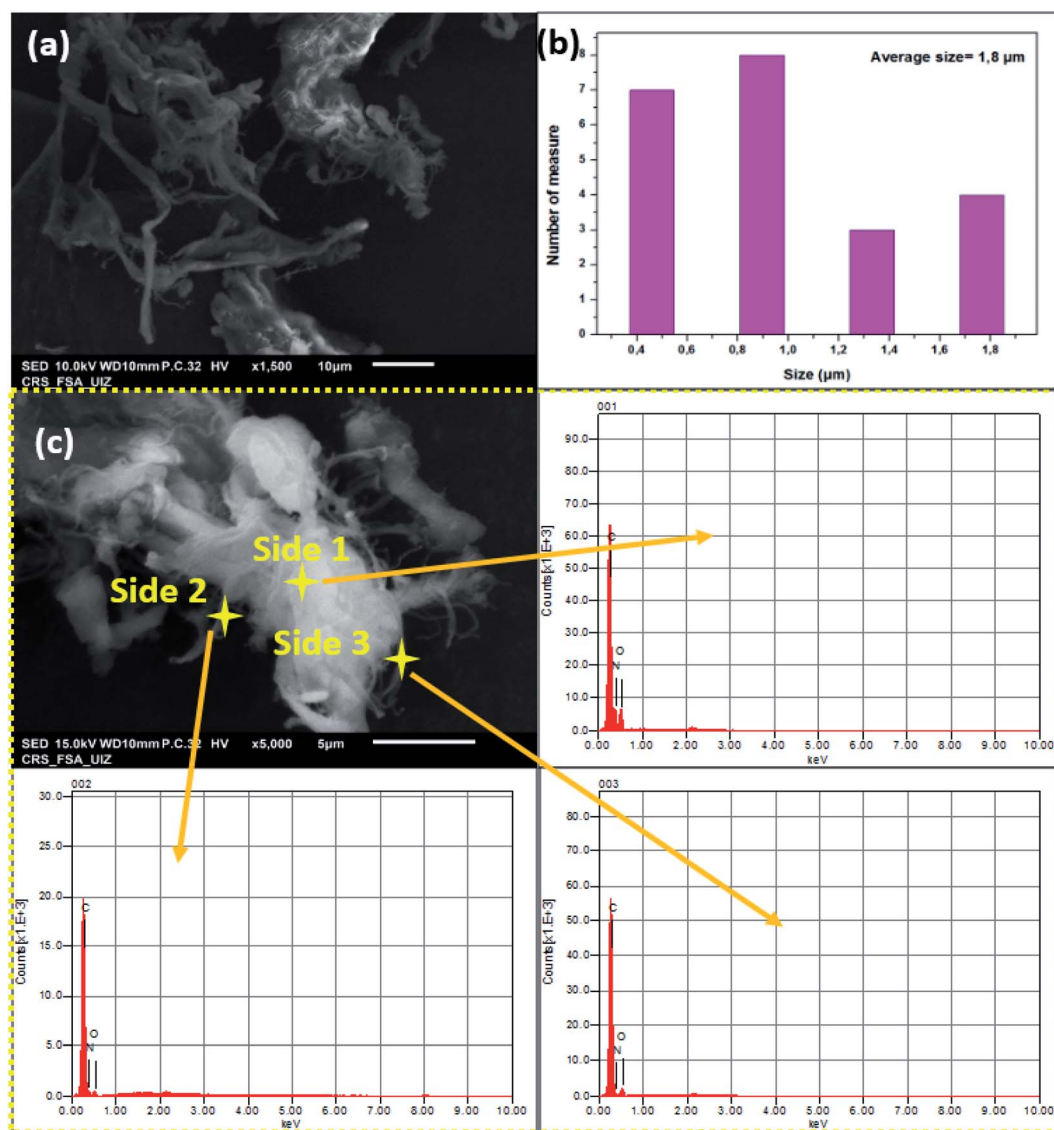 (a)
SED 10.0kV WD10mm P.C.32 HV x1,500 10µm
CRS_FSA_UIZ
(b)
Average size= 1,8 µm
Number of measure
8
7
6
5
4
3
2
1
0
0,4 0,6 0,8 1,0 1,2 1,4 1,6 1,8
Size (µm)
(c)
Side 1
Side 2
Side 3
SED 15.0kV WD10mm P.C.32 HV x5,000 5µm
CRS_FSA_UIZ
001
Counts[x1.E+3]
90.0
80.0
70.0
60.0
50.0
40.0
30.0
20.0
10.0
0.0
C
O
N
0.00 1.00 2.00 3.00 4.00 5.00 6.00 7.00 8.00 9.00 10.00
keV
002
Counts[x1.E+3]
30.0
25.0
20.0
15.0
10.0
5.0
0.0
C
O
N
0.00 1.00 2.00 3.00 4.00 5.00 6.00 7.00 8.00 9.00 10.00
keV
003
Counts[x1.E+3]
80.0
70.0
60.0
50.0
40.0
30.0
20.0
10.0
0.0
C
O
N
0.00 1.00 2.00 3.00 4.00 5.00 6.00 7.00 8.00 9.00 10.00
keV